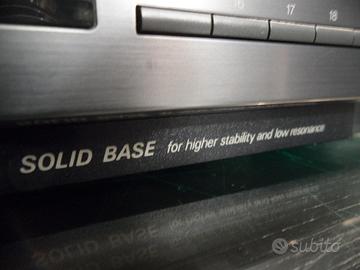 16 17 18
SOLID BASE for higher stability and low resonance
subito